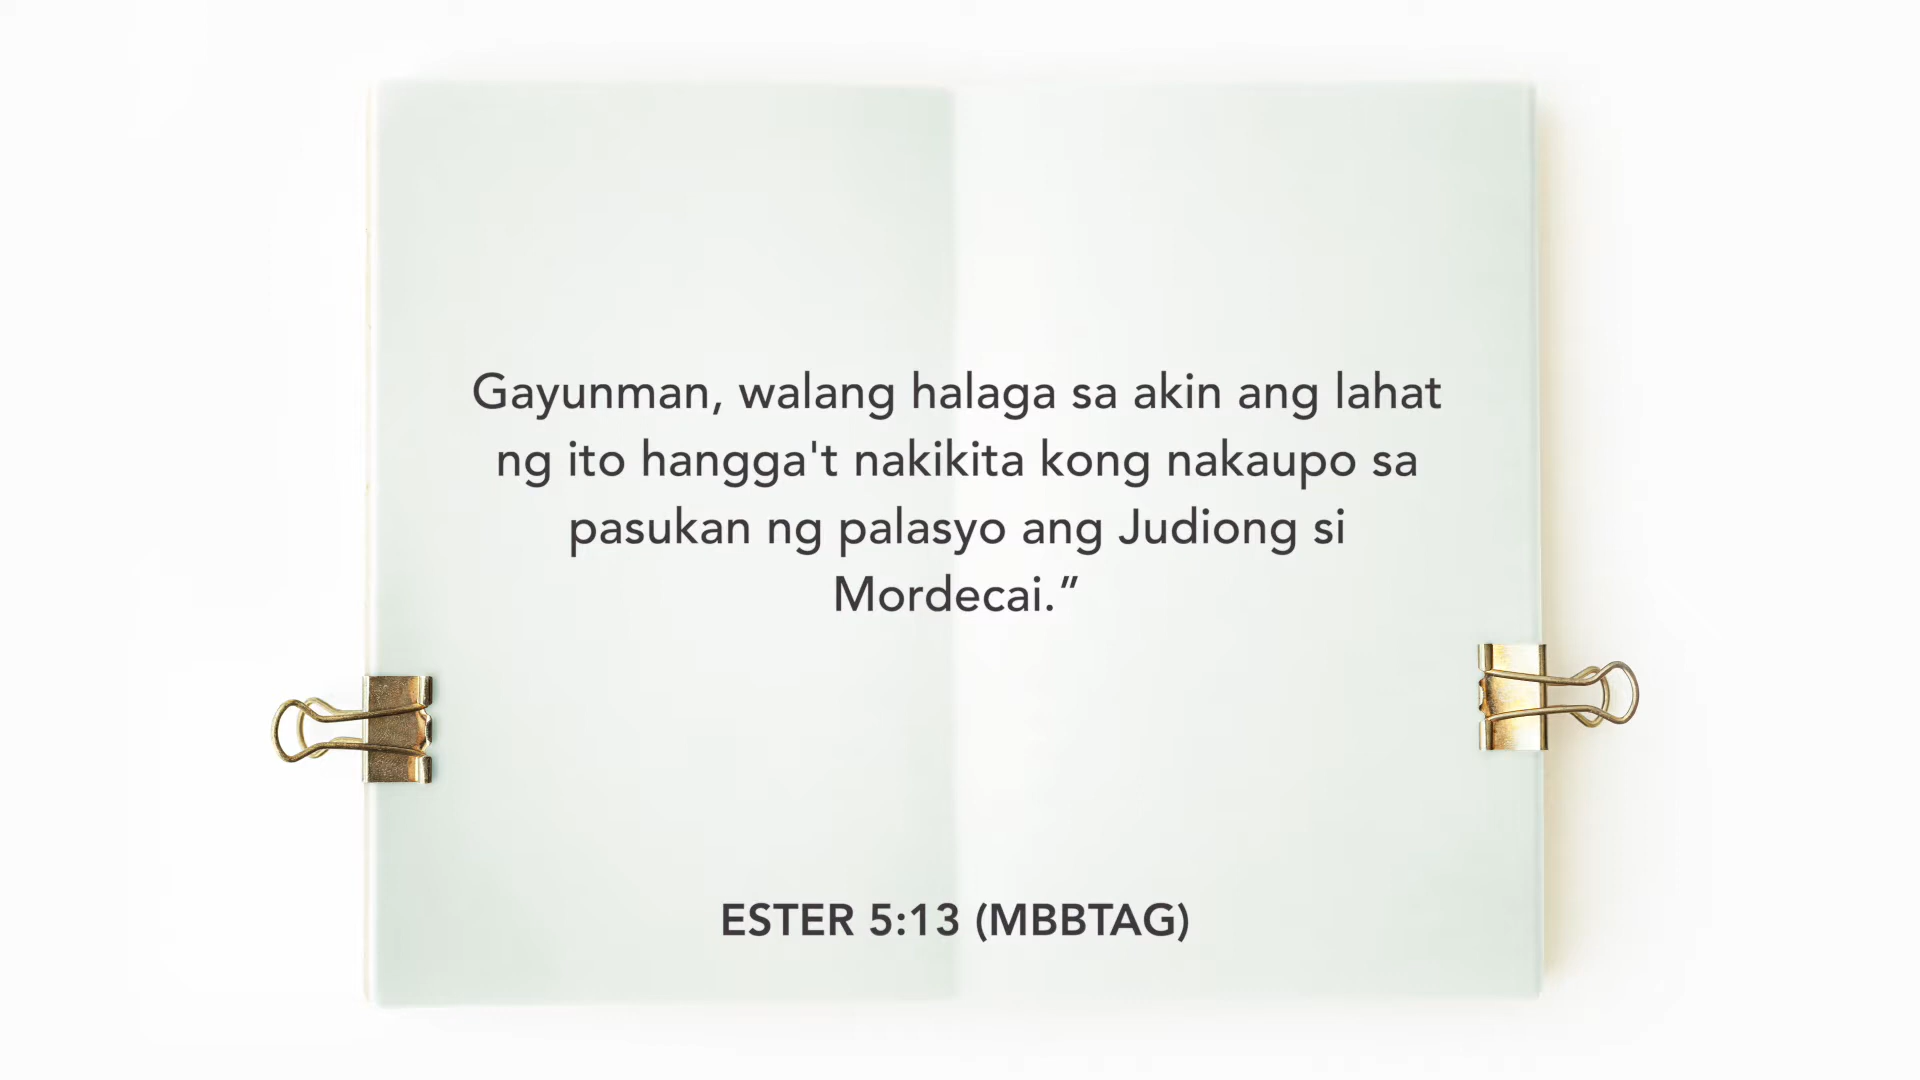 Gayunman, walang halaga sa akin ang lahat
ng ito hangga't nakikita kong nakaupo sa
pasukan ng palasyo ang Judiong si
Mordecai.”
ESTER 5:13 (MBBTAG)